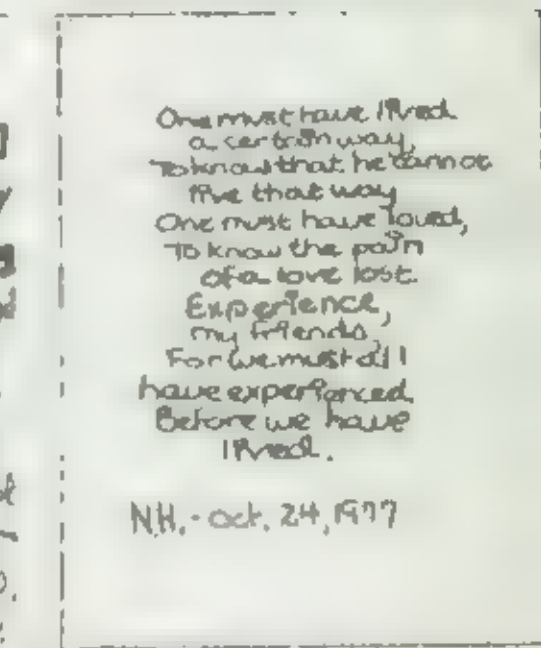 One must have lived
a certain way,
To know that he cannot
live that way
One must have loved,
To know the pain
of a love lost.
Experience,
my friends,
For we must all
have experienced
Before we have
lived.
N.H. - Oct. 24, 1977